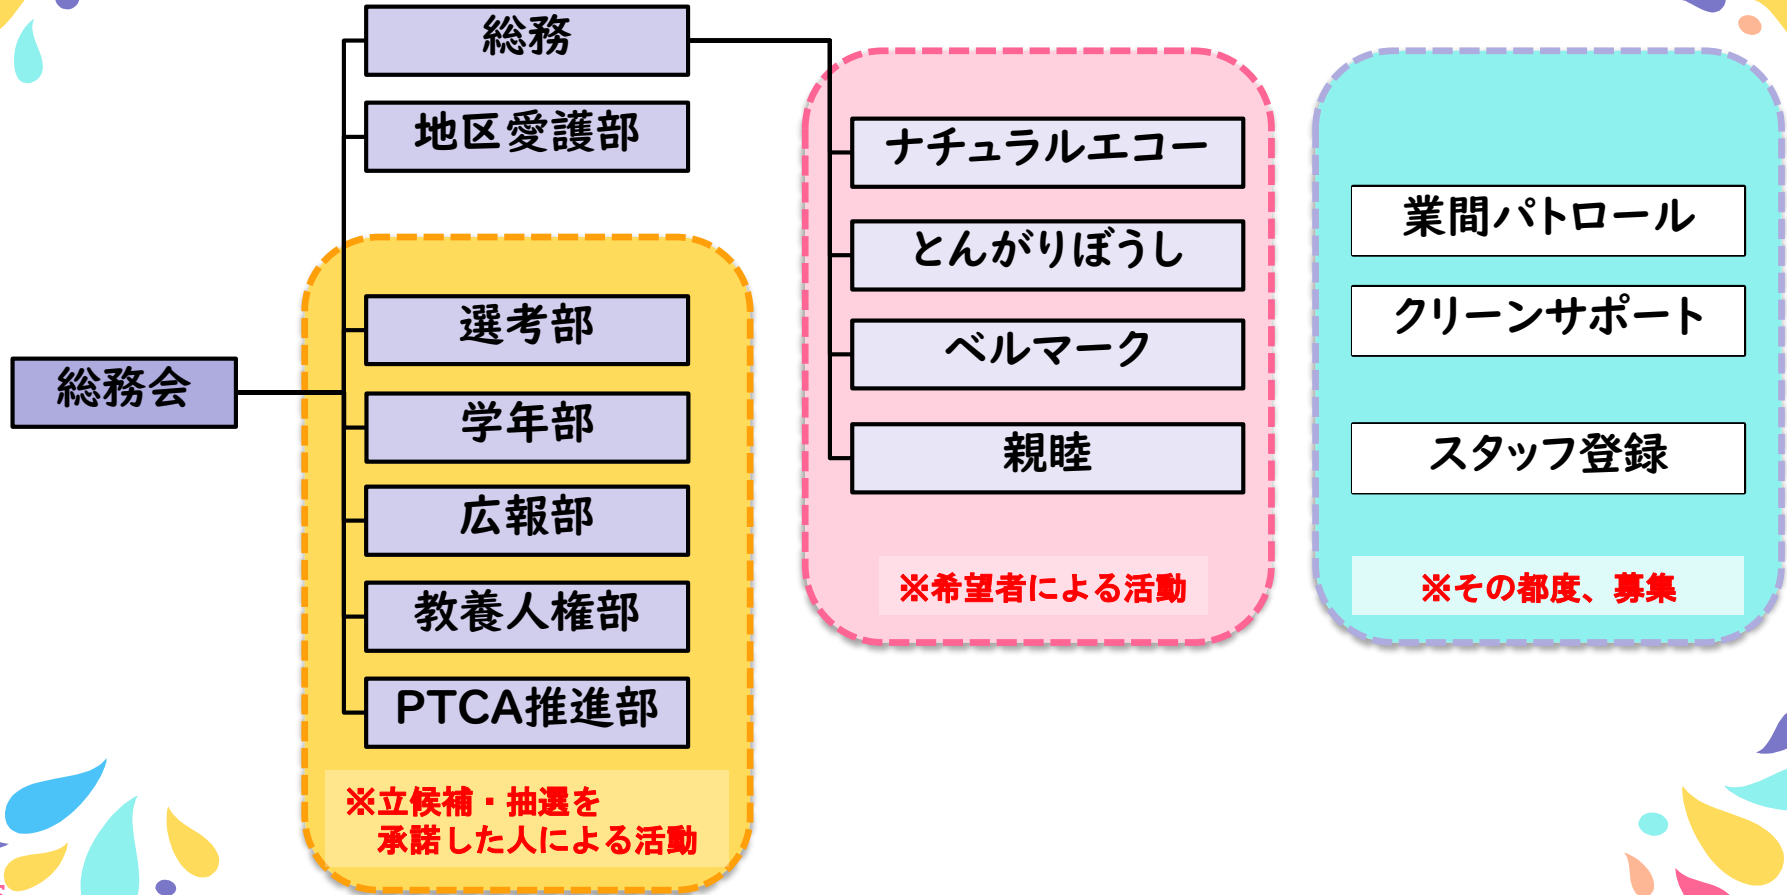 総務
地区愛護部
総務会
選考部
学年部
広報部
教養人権部
PTCA推進部
※立候補・抽選を
承諾した人による活動
ナチュラルエコー
とんがりぼうし
ベルマーク
親睦
※希望者による活動
業間パトロール
クリーンサポート
スタッフ登録
※その都度、募集